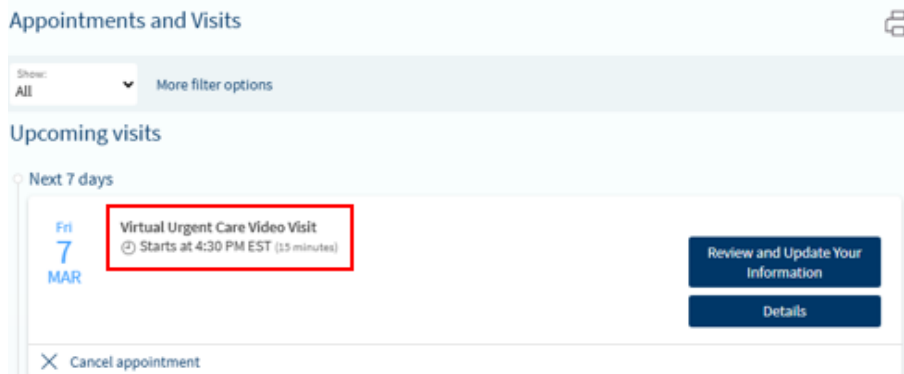 Appointments and Visits
Show:
All
More filter options
Upcoming visits
Next 7 days
Fri
7
MAR
Virtual Urgent Care Video Visit
Starts at 4:30 PM EST (15 minutes)
Review and Update Your
Information
Details
Cancel appointment